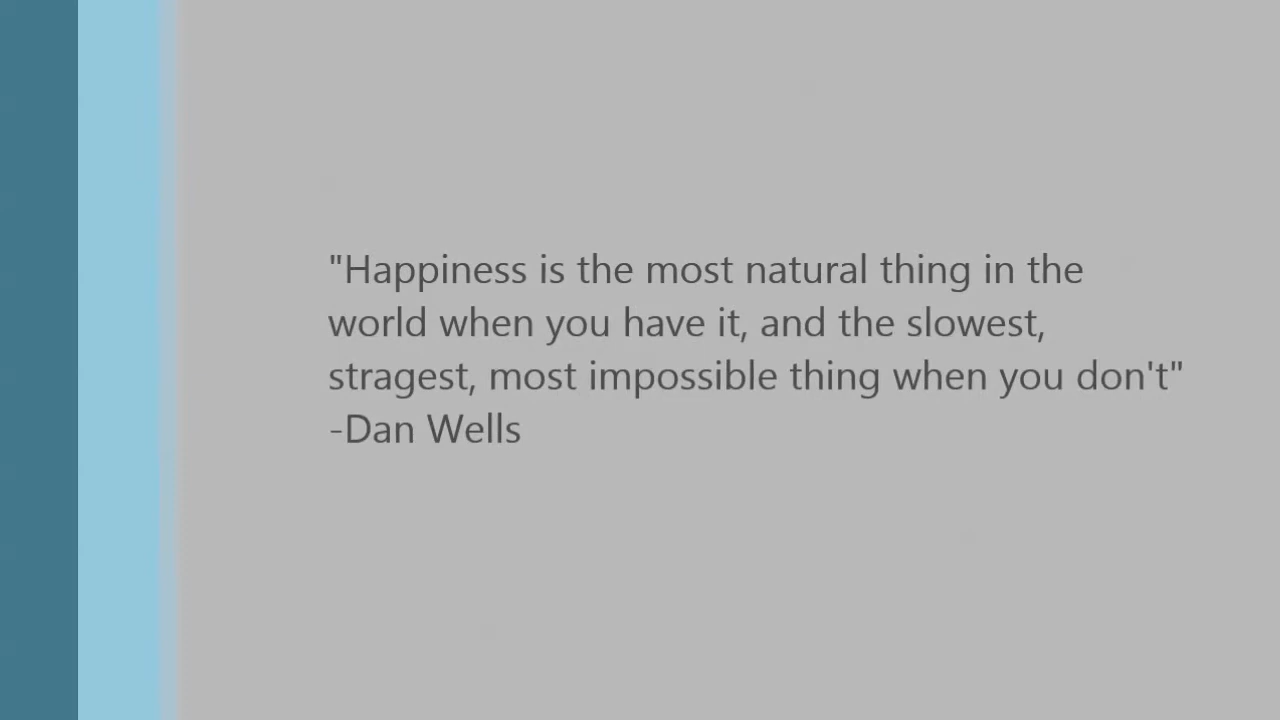 "Happiness is the most natural thing in the
world when you have it, and the slowest,
stragest, most impossible thing when you don't"
-Dan Wells